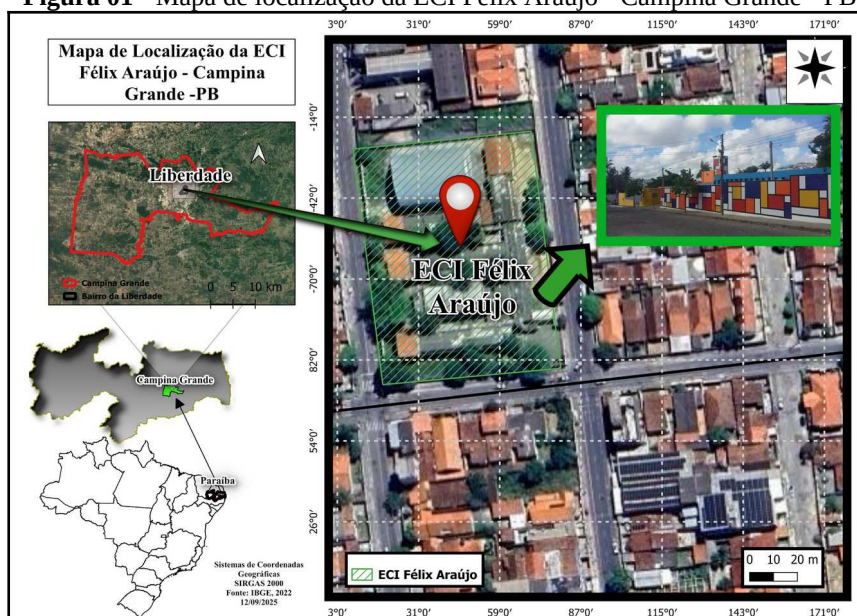 Figura 01 - Mapa de localização da ECI Félix Araújo - Campina Grande - PB
Mapa de Localização da ECI
Félix Araújo - Campina
Grande -PB
Liberdade
Campina Grande
Bairro da Liberdade
0 5 10 km
Campina Grande
Paraíba
Sistemas de Coordenadas
Geográficas
SIRGAS 2000
Fonte: IBGE, 2022
12/09/2025
3°0' 31°0' 59°0' 87°0' 115°0' 143°0' 171°0'
-14°0'
-42°0'
-70°0'
82°0'
54°0'
26°0'
ECI Félix
Araújo
ECI Félix Araújo
0 10 20 m
3°0' 31°0' 59°0' 87°0' 115°0' 143°0' 171°0'